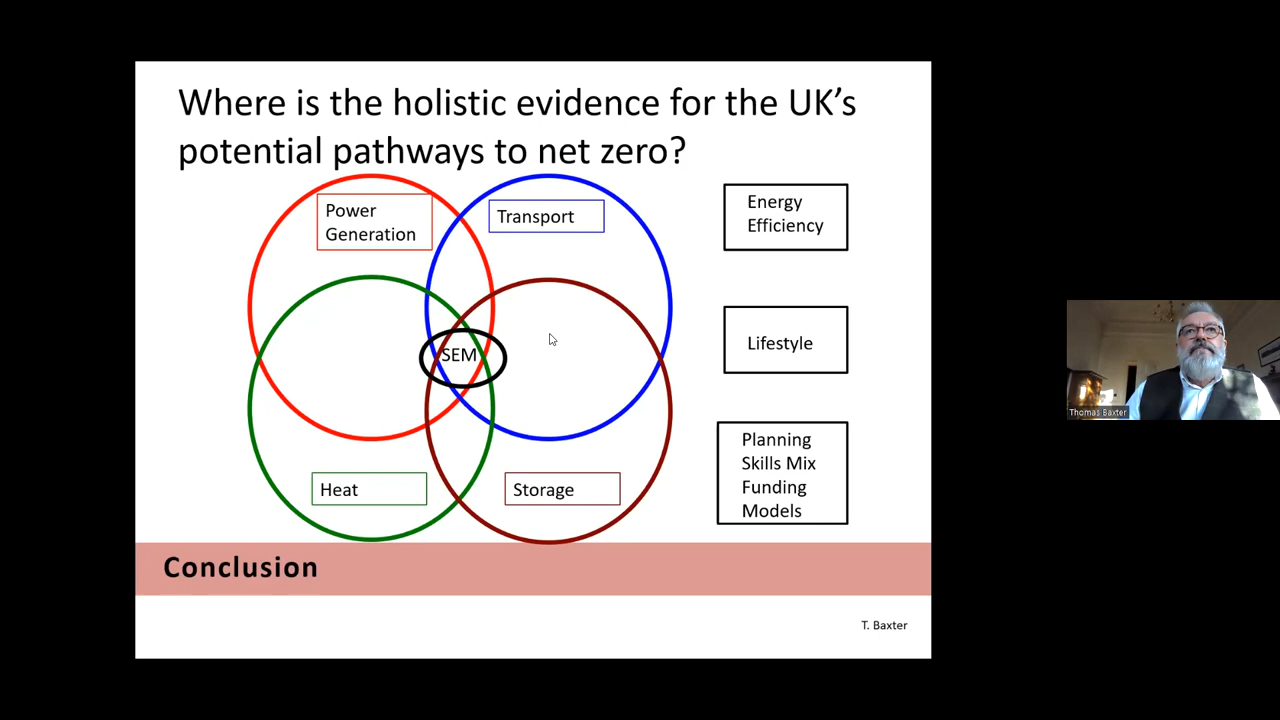 Where is the holistic evidence for the UK's
potential pathways to net zero?
Power
Generation
Transport
Energy
Efficiency
SEM
Lifestyle
Heat
Storage
Planning
Skills Mix
Funding
Models
Conclusion
T. Baxter
Thomas Baxter